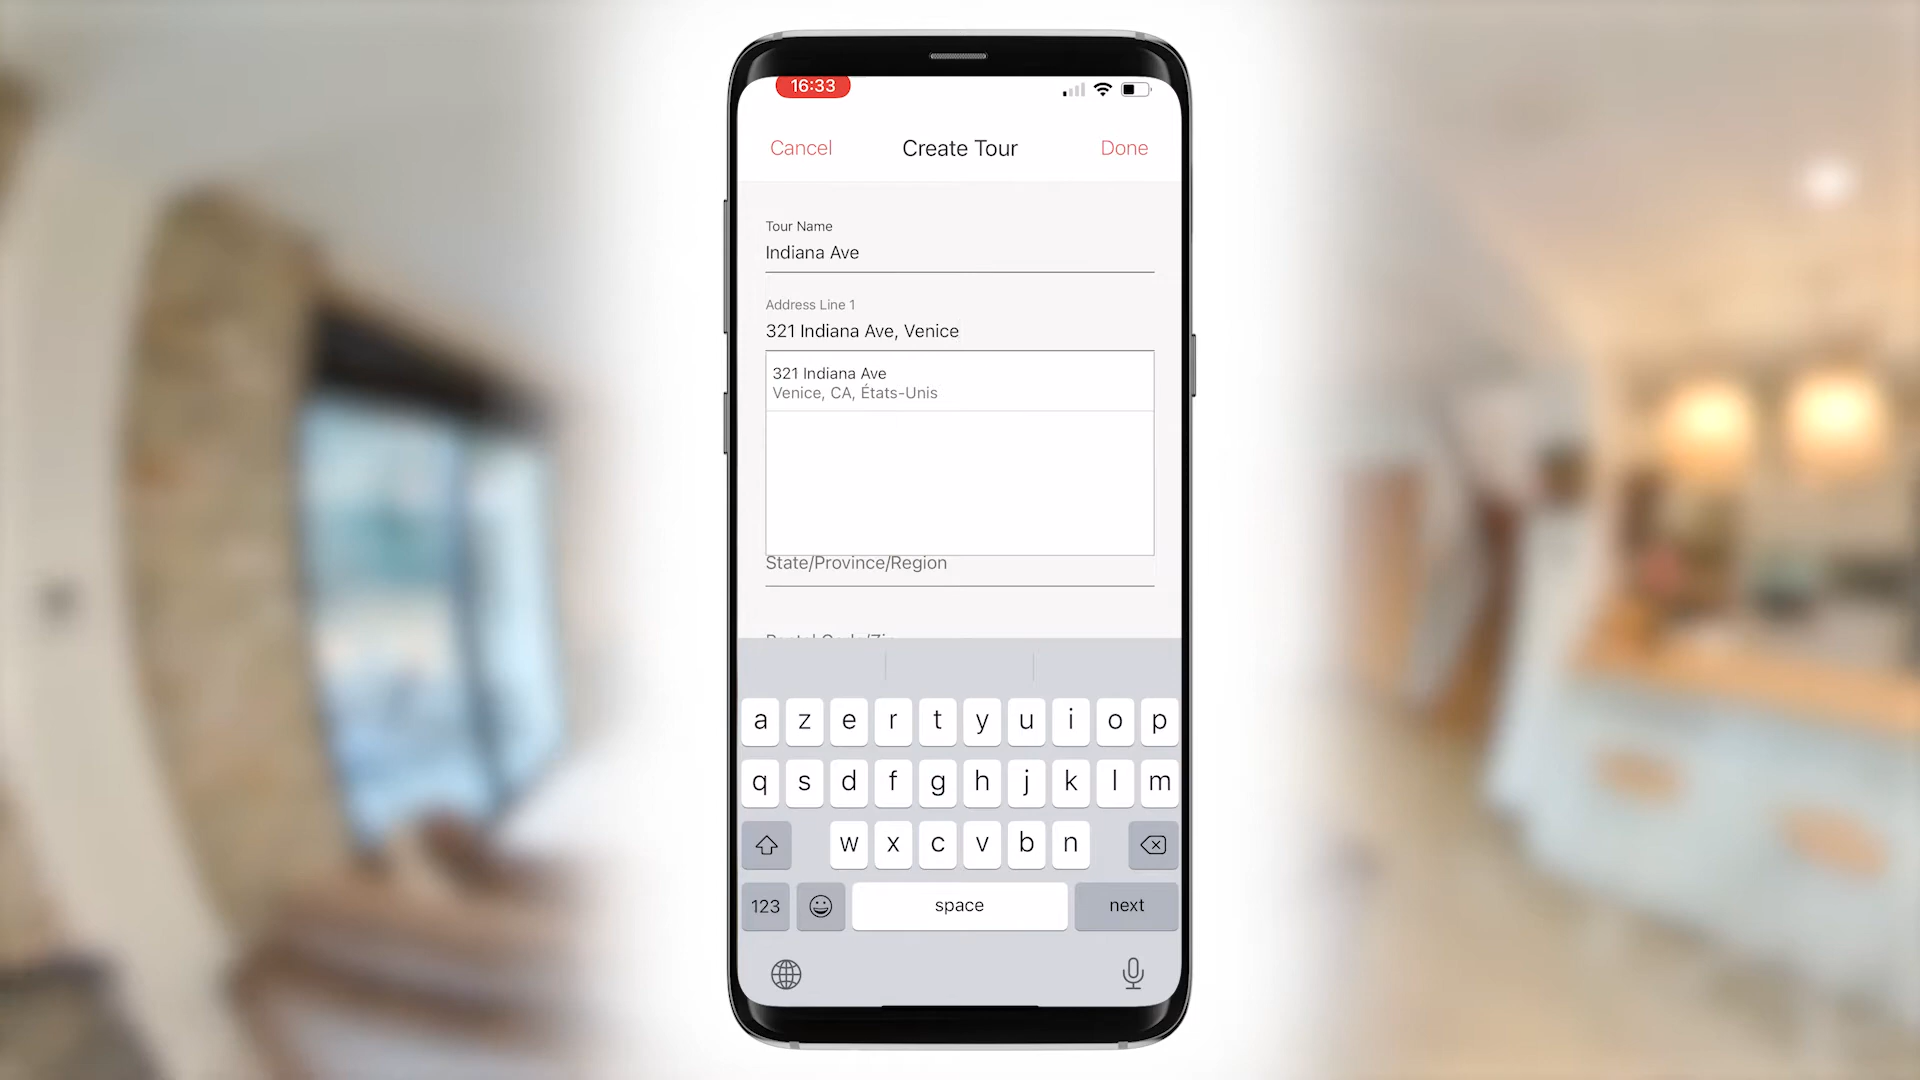 16:33
Cancel Create Tour Done
Tour Name
Indiana Ave
Address Line 1
321 Indiana Ave, Venice
321 Indiana Ave
Venice, CA, États-Unis
State/Province/Region
a z e r t y u i o p
q s d f g h j k l m
w x c v b n
123 space next